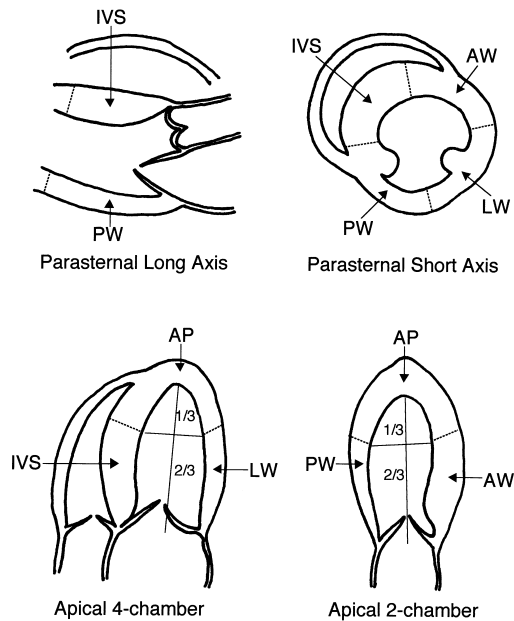 IVS
PW
Parasternal Long Axis
IVS
AW
PW
LW
Parasternal Short Axis
AP
1/3
2/3
IVS
LW
Apical 4-chamber
AP
1/3
2/3
PW
AW
Apical 2-chamber